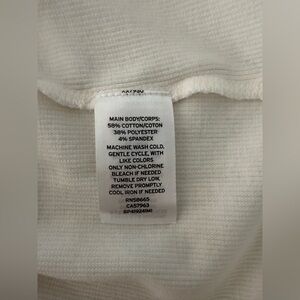 MAIN BODY/CORPS:
58% COTTON/COTON
38% POLYESTER
4% SPANDEX
MACHINE WASH COLD,
GENTLE CYCLE, WITH
LIKE COLORS
ONLY NON-CHLORINE
BLEACH IF NEEDED
TUMBLE DRY LOW,
REMOVE PROMPTLY
COOL IRON IF NEEDED
RN58665
CA57963